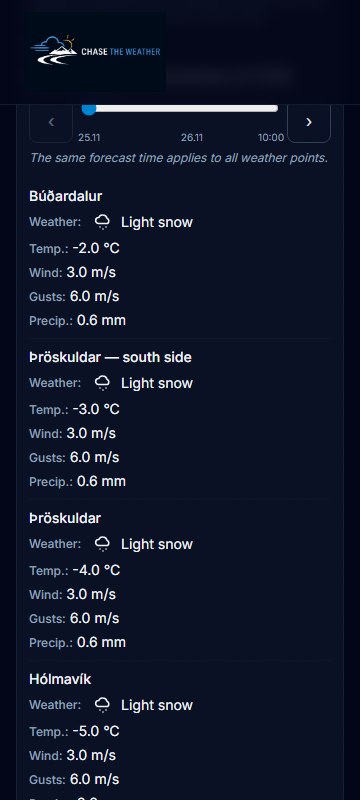 CHASE THE WEATHER
‹ ›
25.11 26.11 10:00
The same forecast time applies to all weather points.
Búðardalur
Weather: Light snow
Temp.: -2.0 °C
Wind: 3.0 m/s
Gusts: 6.0 m/s
Precip.: 0.6 mm
Þröskuldar — south side
Weather: Light snow
Temp.: -3.0 °C
Wind: 3.0 m/s
Gusts: 6.0 m/s
Precip.: 0.6 mm
Þröskuldar
Weather: Light snow
Temp.: -4.0 °C
Wind: 3.0 m/s
Gusts: 6.0 m/s
Precip.: 0.6 mm
Hólmavík
Weather: Light snow
Temp.: -5.0 °C
Wind: 3.0 m/s
Gusts: 6.0 m/s